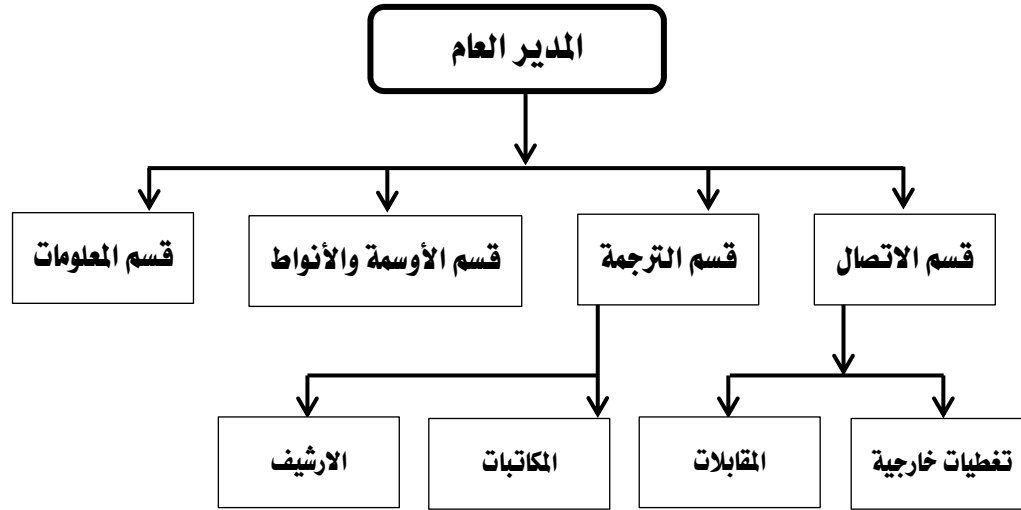 المدير العام
قسم الاتصال
قسم الترجمة
قسم الأوسمة والأنواط
قسم المعلومات
تغطيات خارجية
المقابلات
المكاتبات
الارشيف